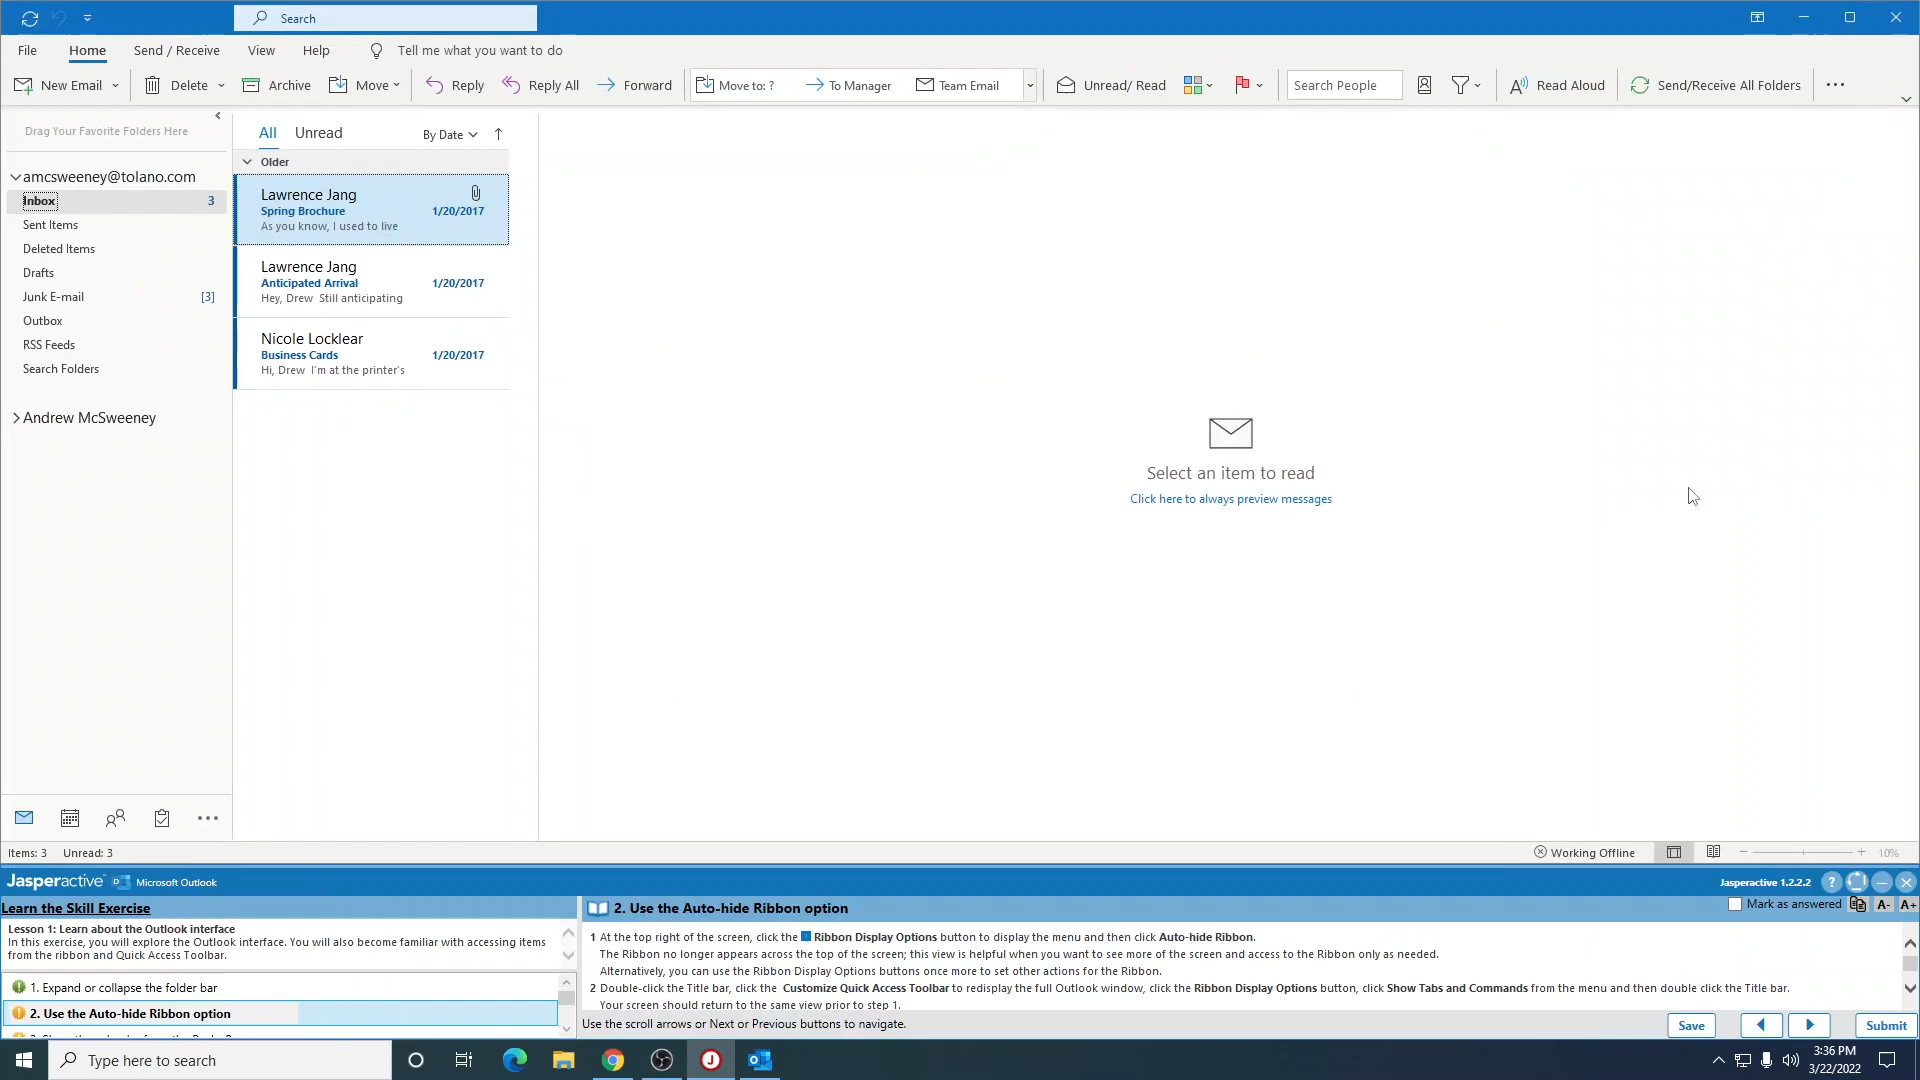 Search
File Home Send / Receive View Help Tell me what you want to do
New Email Delete Archive Move Reply Reply All Forward Move to: ? To Manager Team Email Unread/ Read Search People Read Aloud Send/Receive All Folders
Drag Your Favorite Folders Here
amcsweeney@tolano.com
Inbox 3
Sent Items
Deleted Items
Drafts
Junk E-mail [3]
Outbox
RSS Feeds
Search Folders
Andrew McSweeney
All Unread By Date
Older
Lawrence Jang
Spring Brochure 1/20/2017
As you know, I used to live
Lawrence Jang
Anticipated Arrival 1/20/2017
Hey, Drew Still anticipating
Nicole Locklear
Business Cards 1/20/2017
Hi, Drew I'm at the printer's
Select an item to read
Click here to always preview messages
Items: 3 Unread: 3
Working Offline
10%
Jasperactive Microsoft Outlook
Jasperactive 1.2.2.2
Learn the Skill Exercise
Lesson 1: Learn about the Outlook interface
In this exercise, you will explore the Outlook interface. You will also become familiar with accessing items
from the ribbon and Quick Access Toolbar.
1. Expand or collapse the folder bar
2. Use the Auto-hide Ribbon option
2. Use the Auto-hide Ribbon option
Mark as answered A- A+
1 At the top right of the screen, click the Ribbon Display Options button to display the menu and then click Auto-hide Ribbon.
The Ribbon no longer appears across the top of the screen; this view is helpful when you want to see more of the screen and access to the Ribbon only as needed.
Alternatively, you can use the Ribbon Display Options buttons once more to set other actions for the Ribbon.
2 Double-click the Title bar, click the Customize Quick Access Toolbar to redisplay the full Outlook window, click the Ribbon Display Options button, click Show Tabs and Commands from the menu and then double click the Title bar.
Your screen should return to the same view prior to step 1.
Use the scroll arrows or Next or Previous buttons to navigate.
Save Submit
Type here to search
3:36 PM
3/22/2022